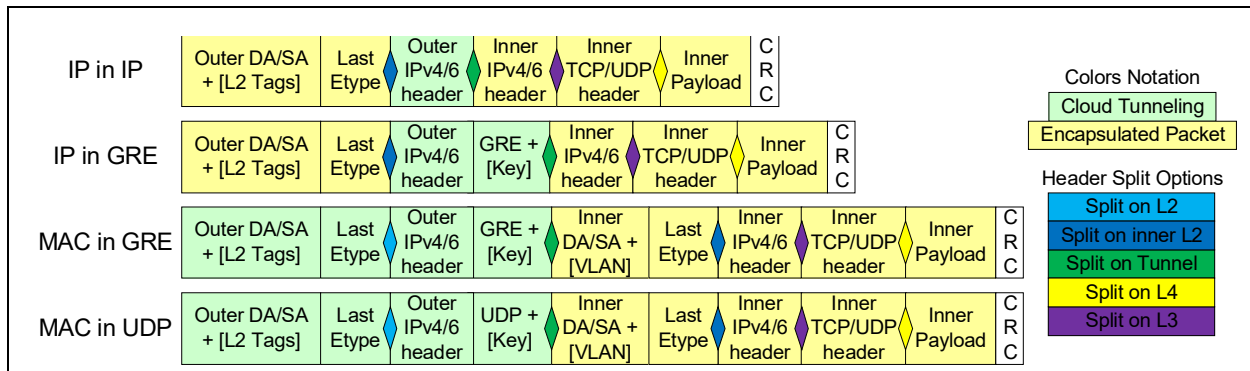 IP in IP
Outer DA/SA
+ [L2 Tags]
Last
Etype
Outer
IPv4/6
header
Inner
IPv4/6
header
Inner
TCP/UDP
header
Inner
Payload
C
R
C
IP in GRE
Outer DA/SA
+ [L2 Tags]
Last
Etype
Outer
IPv4/6
header
GRE +
[Key]
Inner
IPv4/6
header
Inner
TCP/UDP
header
Inner
Payload
C
R
C
MAC in GRE
Outer DA/SA
+ [L2 Tags]
Last
Etype
Outer
IPv4/6
header
GRE +
[Key]
Inner
DA/SA +
[VLAN]
Last
Etype
Inner
IPv4/6
header
Inner
TCP/UDP
header
Inner
Payload
C
R
C
MAC in UDP
Outer DA/SA
+ [L2 Tags]
Last
Etype
Outer
IPv4/6
header
UDP +
[Key]
Inner
DA/SA +
[VLAN]
Last
Etype
Inner
IPv4/6
header
Inner
TCP/UDP
header
Inner
Payload
C
R
C
Colors Notation
Cloud Tunneling
Encapsulated Packet
Header Split Options
Split on L2
Split on inner L2
Split on Tunnel
Split on L4
Split on L3